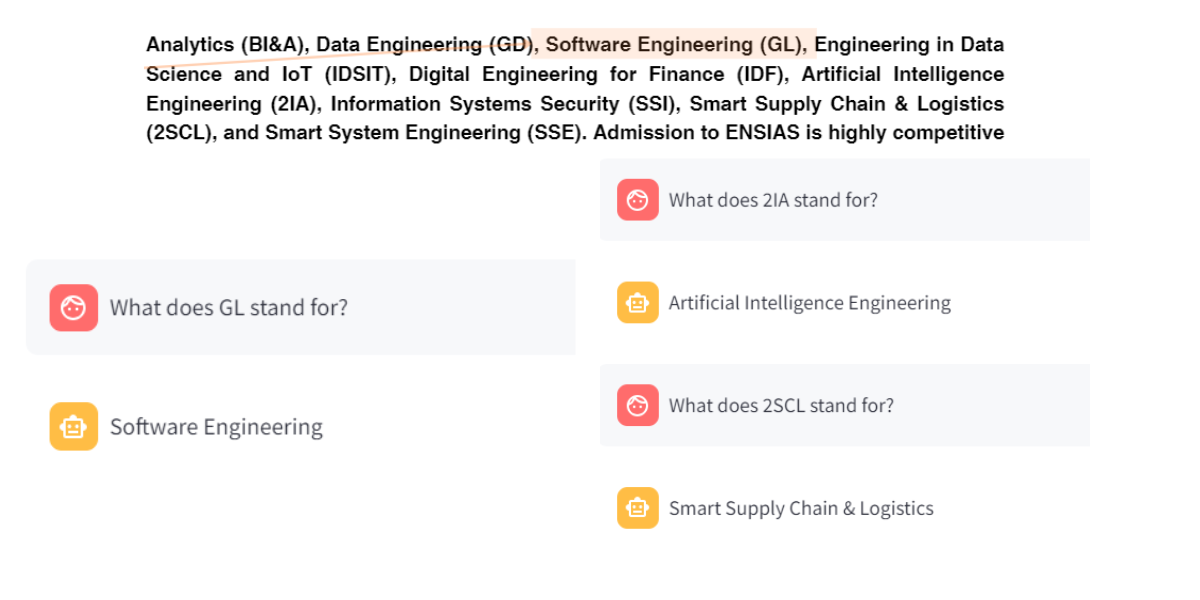 Analytics (BI&A), Data Engineering (GD), Software Engineering (GL), Engineering in Data
Science and IoT (IDSIT), Digital Engineering for Finance (IDF), Artificial Intelligence
Engineering (2IA), Information Systems Security (SSI), Smart Supply Chain & Logistics
(2SCL), and Smart System Engineering (SSE). Admission to ENSIAS is highly competitive
What does GL stand for?
Software Engineering
What does 2IA stand for?
Artificial Intelligence Engineering
What does 2SCL stand for?
Smart Supply Chain & Logistics